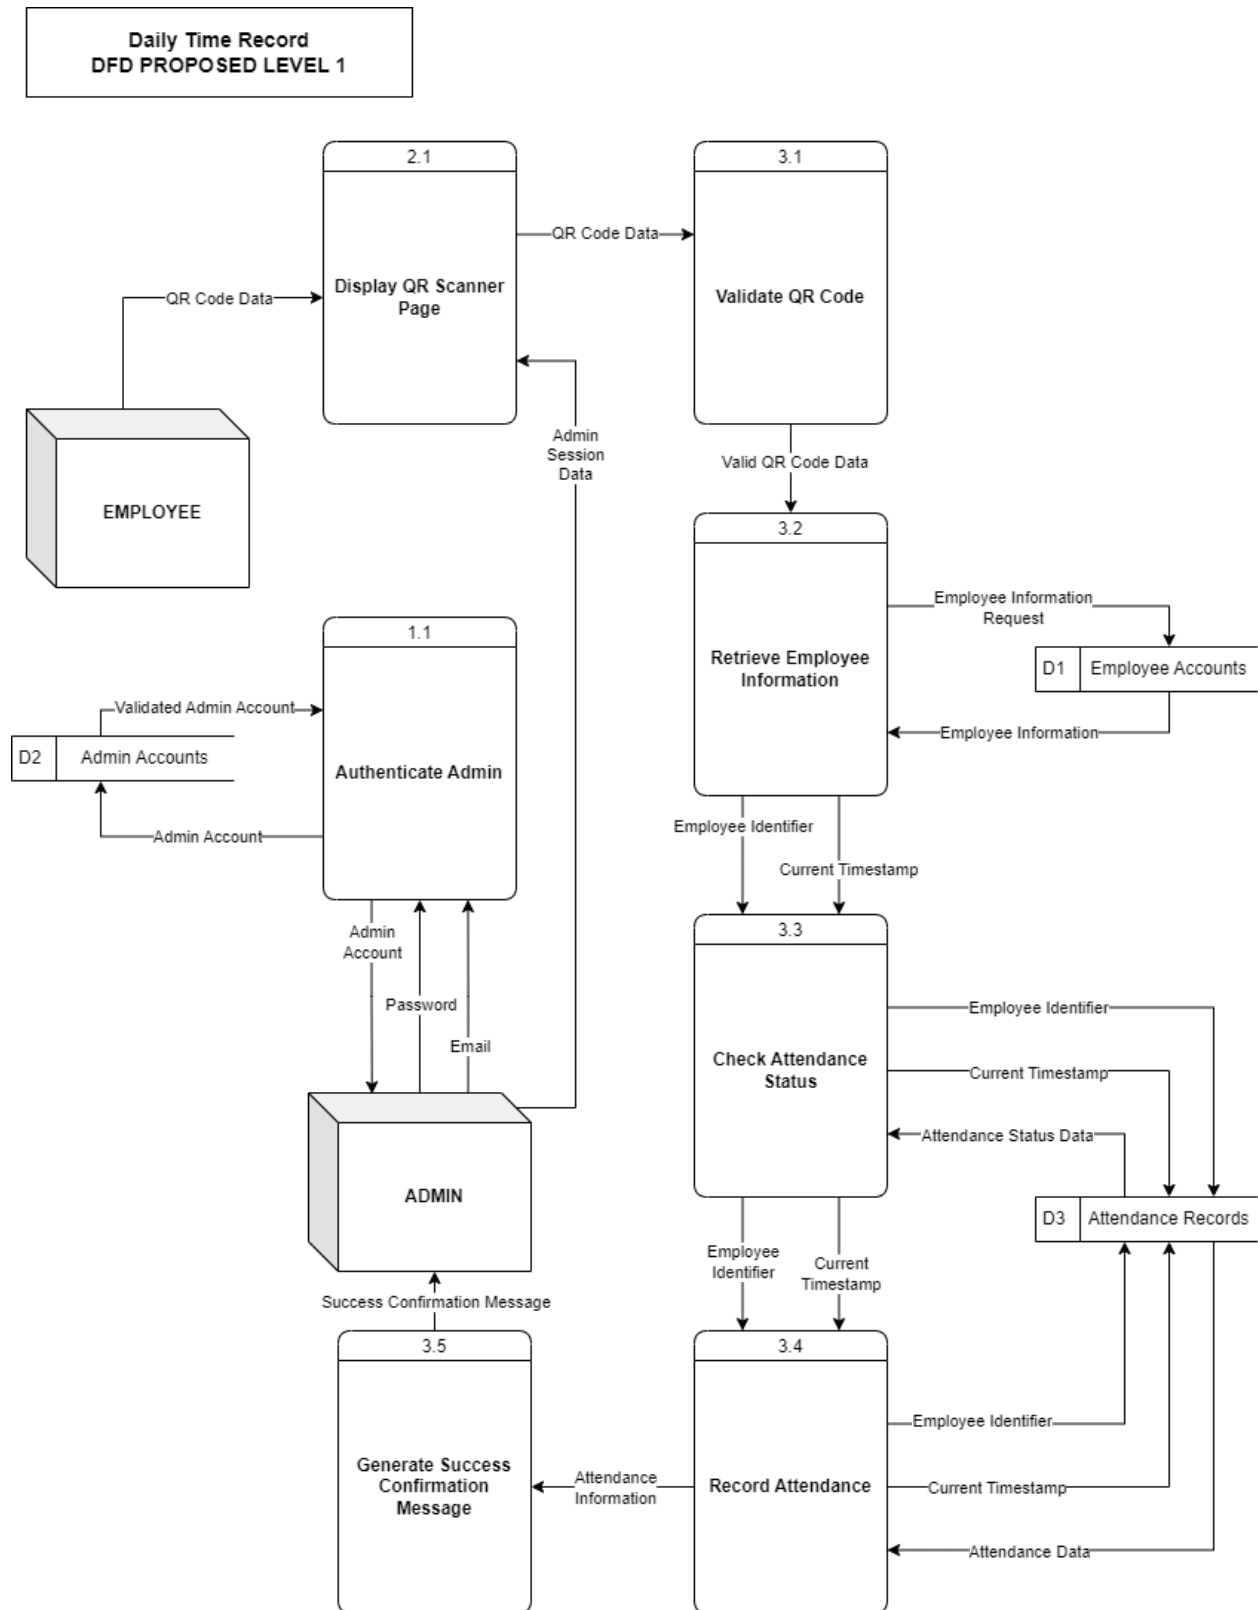 Daily Time Record
DFD PROPOSED LEVEL 1
2.1
Display QR Scanner
Page
3.1
Validate QR Code
QR Code Data
QR Code Data
EMPLOYEE
Admin
Session
Data
Valid QR Code Data
3.2
Retrieve Employee
Information
Employee Information
Request
D1
Employee Accounts
Employee Information
1.1
Authenticate Admin
Validated Admin Account
D2
Admin Accounts
Admin Account
Employee Identifier
Current Timestamp
Admin
Account
Password
Email
3.3
Check Attendance
Status
Employee Identifier
Current Timestamp
Attendance Status Data
ADMIN
D3
Attendance Records
Employee
Identifier
Current
Timestamp
Success Confirmation Message
3.5
Generate Success
Confirmation
Message
Attendance
Information
3.4
Record Attendance
Employee Identifier
Current Timestamp
Attendance Data